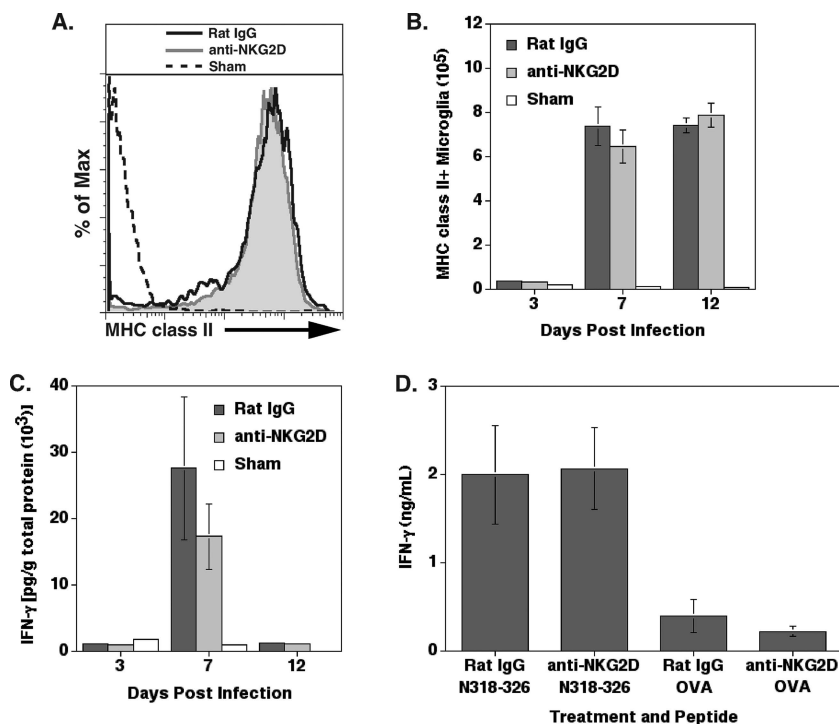 A.
Rat IgG
anti-NKG2D
Sham
% of Max
MHC class II
B.
MHC class II+ Microglia (10⁵)
12
10
8
6
4
2
0
Rat IgG
anti-NKG2D
Sham
3 7 12
Days Post Infection
C.
IFN-γ [pg/g total protein (10³)]
40
30
20
10
0
Rat IgG
anti-NKG2D
Sham
3 7 12
Days Post Infection
D.
IFN-γ (ng/mL)
3
2
1
0
Rat IgG anti-NKG2D Rat IgG anti-NKG2D
N318-326 N318-326 OVA OVA
Treatment and Peptide